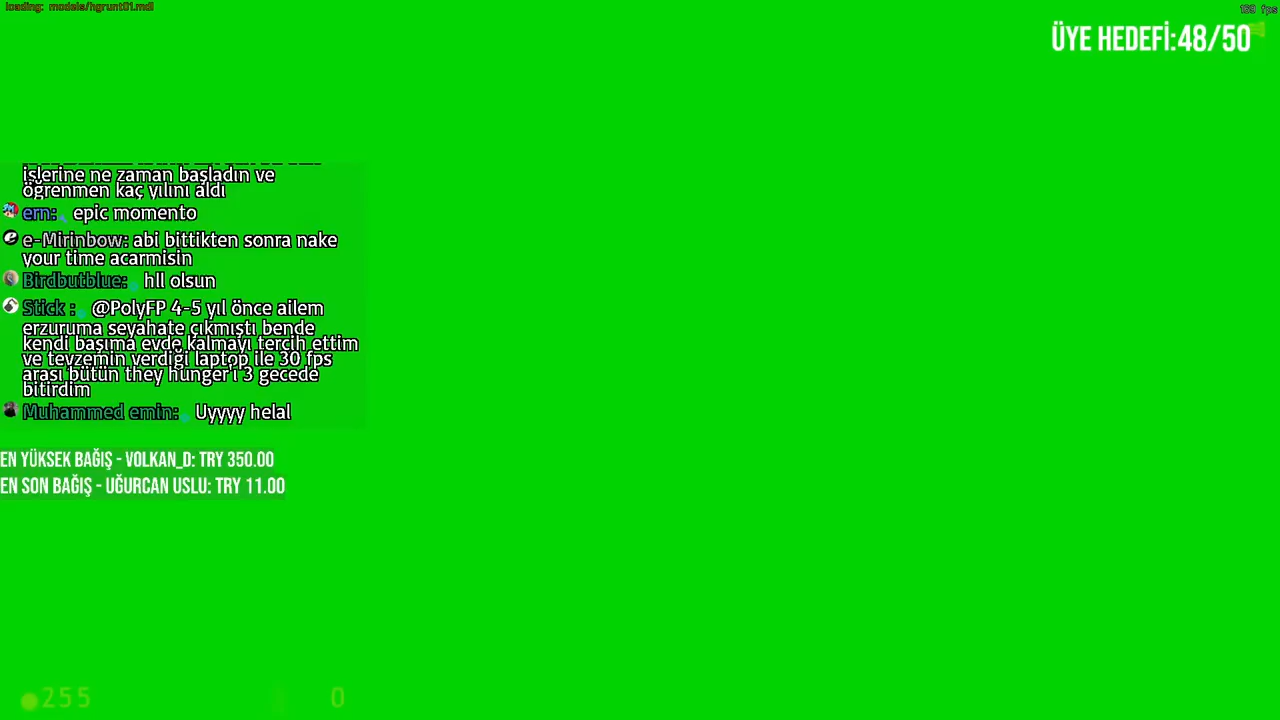 loading: models/hgrunt01.mdl
159 fps
ÜYE HEDEFİ:48/50
işlerine ne zaman başladın ve
öğrenmen kaç yılını aldı
ern: epic momento
e-Mirinbow: abi bittikten sonra nake
your time acarmisin
Birdbutblue: hll olsun
Stick : @PolyFP 4-5 yıl önce ailem
erzuruma seyahate çıkmıştı bende
kendi başıma evde kalmayı tercih ettim
ve teyzemin verdiği laptop ile 30 fps
arası bütün they hunger'i 3 gecede
bitirdim
Muhammed emin: Uyyyy helal
EN YÜKSEK BAĞIŞ - VOLKAN_D: TRY 350.00
EN SON BAĞIŞ - UĞURCAN USLU: TRY 11.00
255 0